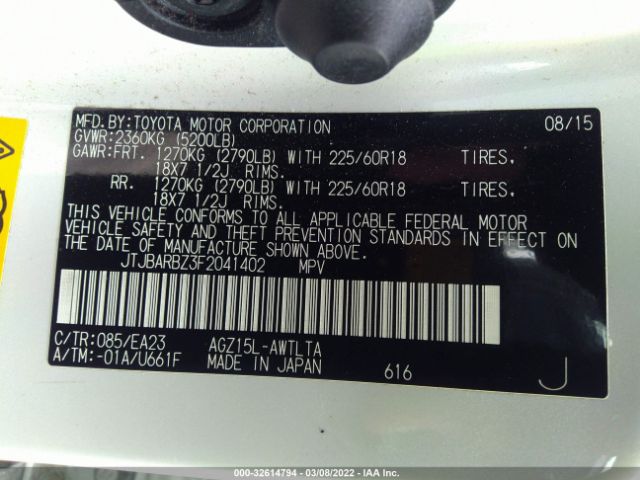 MFD.BY:TOYOTA MOTOR CORPORATION 08/15
GVWR:2360KG (5200LB)
GAWR:FRT. 1270KG (2790LB) WITH 225/60R18 TIRES.
18X7 1/2J RIMS.
RR. 1270KG (2790LB) WITH 225/60R18 TIRES.
18X7 1/2J RIMS.
THIS VEHICLE CONFORMS TO ALL APPLICABLE FEDERAL MOTOR
VEHICLE SAFETY AND THEFT PREVENTION STANDARDS IN EFFECT ON
THE DATE OF MANUFACTURE SHOWN ABOVE.
JTJBARBZ3F2041402 MPV
C/TR:085/EA23 AGZ15L-AWTLTA
A/TM:-01A/U661F MADE IN JAPAN 616 J
000-32614794 - 03/08/2022 - IAA Inc.